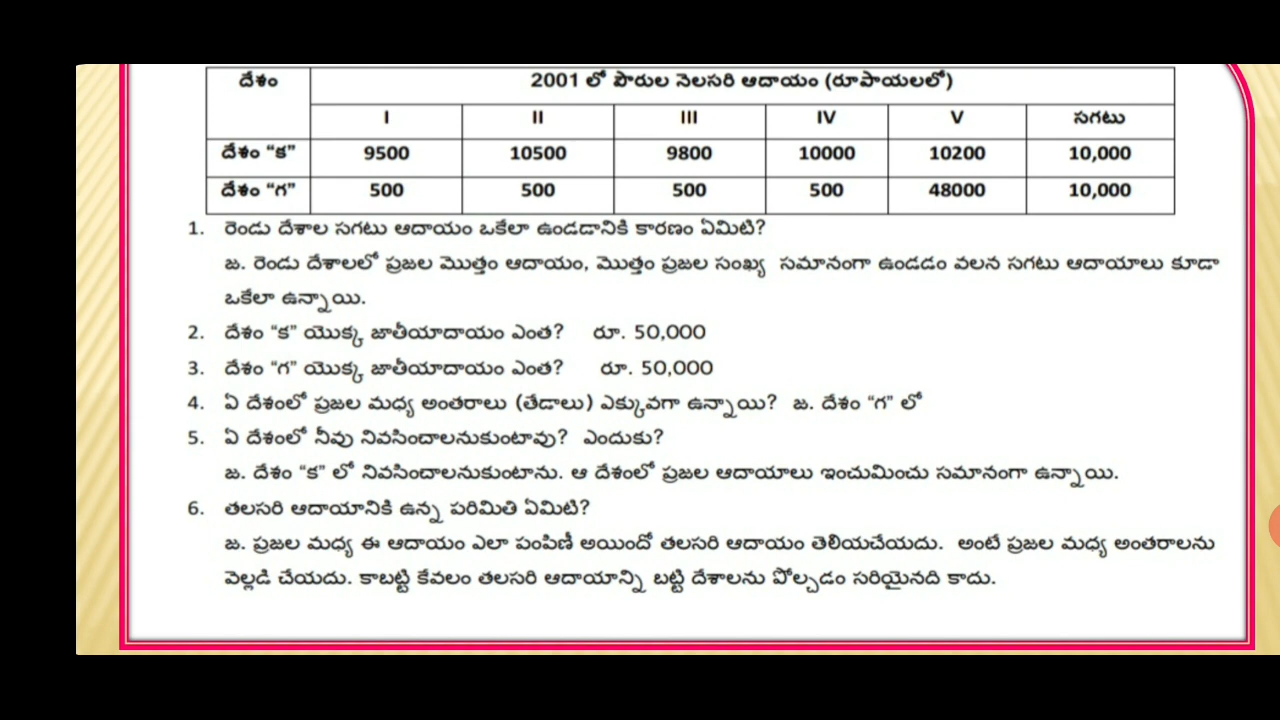 దేశం 2001 లో పౌరుల నెలసరి ఆదాయం (రూపాయలలో)
I II III IV V సగటు
దేశం “క” 9500 10500 9800 10000 10200 10,000
దేశం “గ” 500 500 500 500 48000 10,000
1. రెండు దేశాల సగటు ఆదాయం ఒకేలా ఉండడానికి కారణం ఏమిటి?
జ. రెండు దేశాలలో ప్రజల మొత్తం ఆదాయం, మొత్తం ప్రజల సంఖ్య సమానంగా ఉండడం వలన సగటు ఆదాయాలు కూడా
ఒకేలా ఉన్నాయి.
2. దేశం “క” యొక్క జాతీయాదాయం ఎంత? రూ. 50,000
3. దేశం “గ” యొక్క జాతీయాదాయం ఎంత? రూ. 50,000
4. ఏ దేశంలో ప్రజల మధ్య అంతరాలు (తేడాలు) ఎక్కువగా ఉన్నాయి? జ. దేశం “గ” లో
5. ఏ దేశంలో నీవు నివసించాలనుకుంటావు? ఎందుకు?
జ. దేశం “క” లో నివసించాలనుకుంటాను. ఆ దేశంలో ప్రజల ఆదాయాలు ఇంచుమించు సమానంగా ఉన్నాయి.
6. తలసరి ఆదాయానికి ఉన్న పరిమితి ఏమిటి?
జ. ప్రజల మధ్య ఈ ఆదాయం ఎలా పంపిణీ అయిందో తలసరి ఆదాయం తెలియచేయదు. అంటే ప్రజల మధ్య అంతరాలను
వెల్లడి చేయదు. కాబట్టి కేవలం తలసరి ఆదాయాన్ని బట్టి దేశాలను పోల్చడం సరియైనది కాదు.